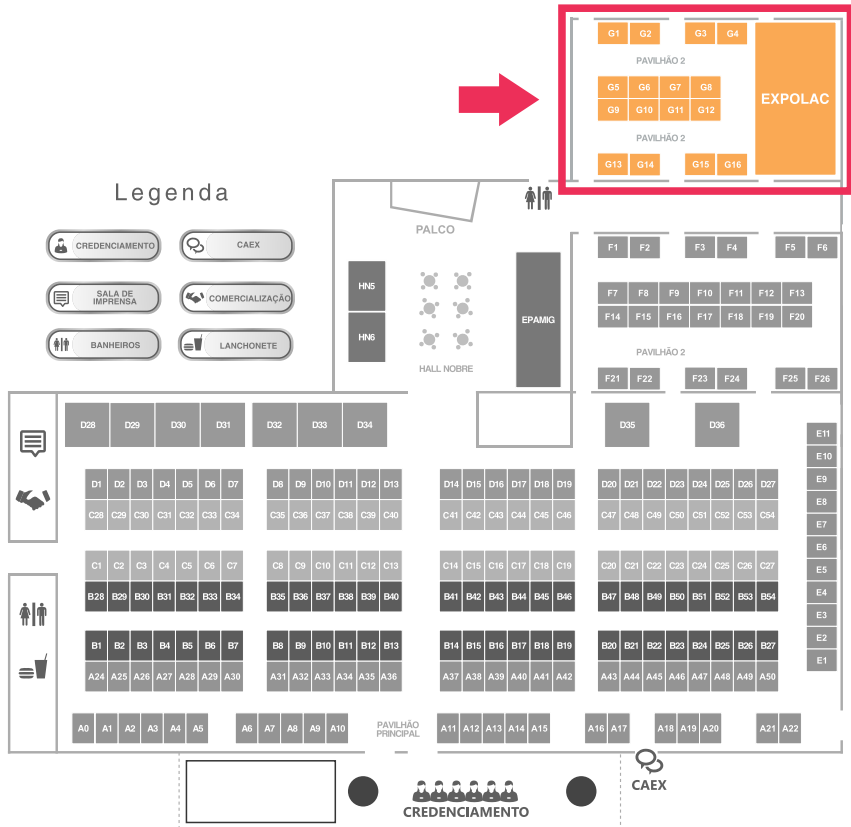 G1 G2 G3 G4
PAVILHÃO 2
EXPOLAC
G5 G6 G7 G8
G9 G10 G11 G12
PAVILHÃO 2
G13 G14 G15 G16
Legenda
CREDENCIAMENTO
CAEX
SALA DE
IMPRENSA
COMERCIALIZAÇÃO
BANHEIROS
LANCHONETE
PALCO
HN5
HN6
HALL NOBRE
EPAMIG
F1 F2 F3 F4 F5 F6
F7 F8 F9 F10 F11 F12 F13
F14 F15 F16 F17 F18 F19 F20
PAVILHÃO 2
F21 F22 F23 F24 F25 F26
D28 D29 D30 D31 D32 D33 D34 D35 D36
E11
E10
E9
E8
E7
E6
E5
E4
E3
E2
E1
D1 D2 D3 D4 D5 D6 D7 D8 D9 D10 D11 D12 D13 D14 D15 D16 D17 D18 D19 D20 D21 D22 D23 D24 D25 D26 D27
C28 C29 C30 C31 C32 C33 C34 C35 C36 C37 C38 C39 C40 C41 C42 C43 C44 C45 C46 C47 C48 C49 C50 C51 C52 C53 C54
C1 C2 C3 C4 C5 C6 C7 C8 C9 C10 C11 C12 C13 C14 C15 C16 C17 C18 C19 C20 C21 C22 C23 C24 C25 C26 C27
B28 B29 B30 B31 B32 B33 B34 B35 B36 B37 B38 B39 B40 B41 B42 B43 B44 B45 B46 B47 B48 B49 B50 B51 B52 B53 B54
B1 B2 B3 B4 B5 B6 B7 B8 B9 B10 B11 B12 B13 B14 B15 B16 B17 B18 B19 B20 B21 B22 B23 B24 B25 B26 B27
A24 A25 A26 A27 A28 A29 A30 A31 A32 A33 A34 A35 A36 A37 A38 A39 A40 A41 A42 A43 A44 A45 A46 A47 A48 A49 A50
A0 A1 A2 A3 A4 A5 A6 A7 A8 A9 A10
PAVILHÃO
PRINCIPAL
A11 A12 A13 A14 A15 A16 A17 A18 A19 A20 A21 A22
CAEX
CREDENCIAMENTO